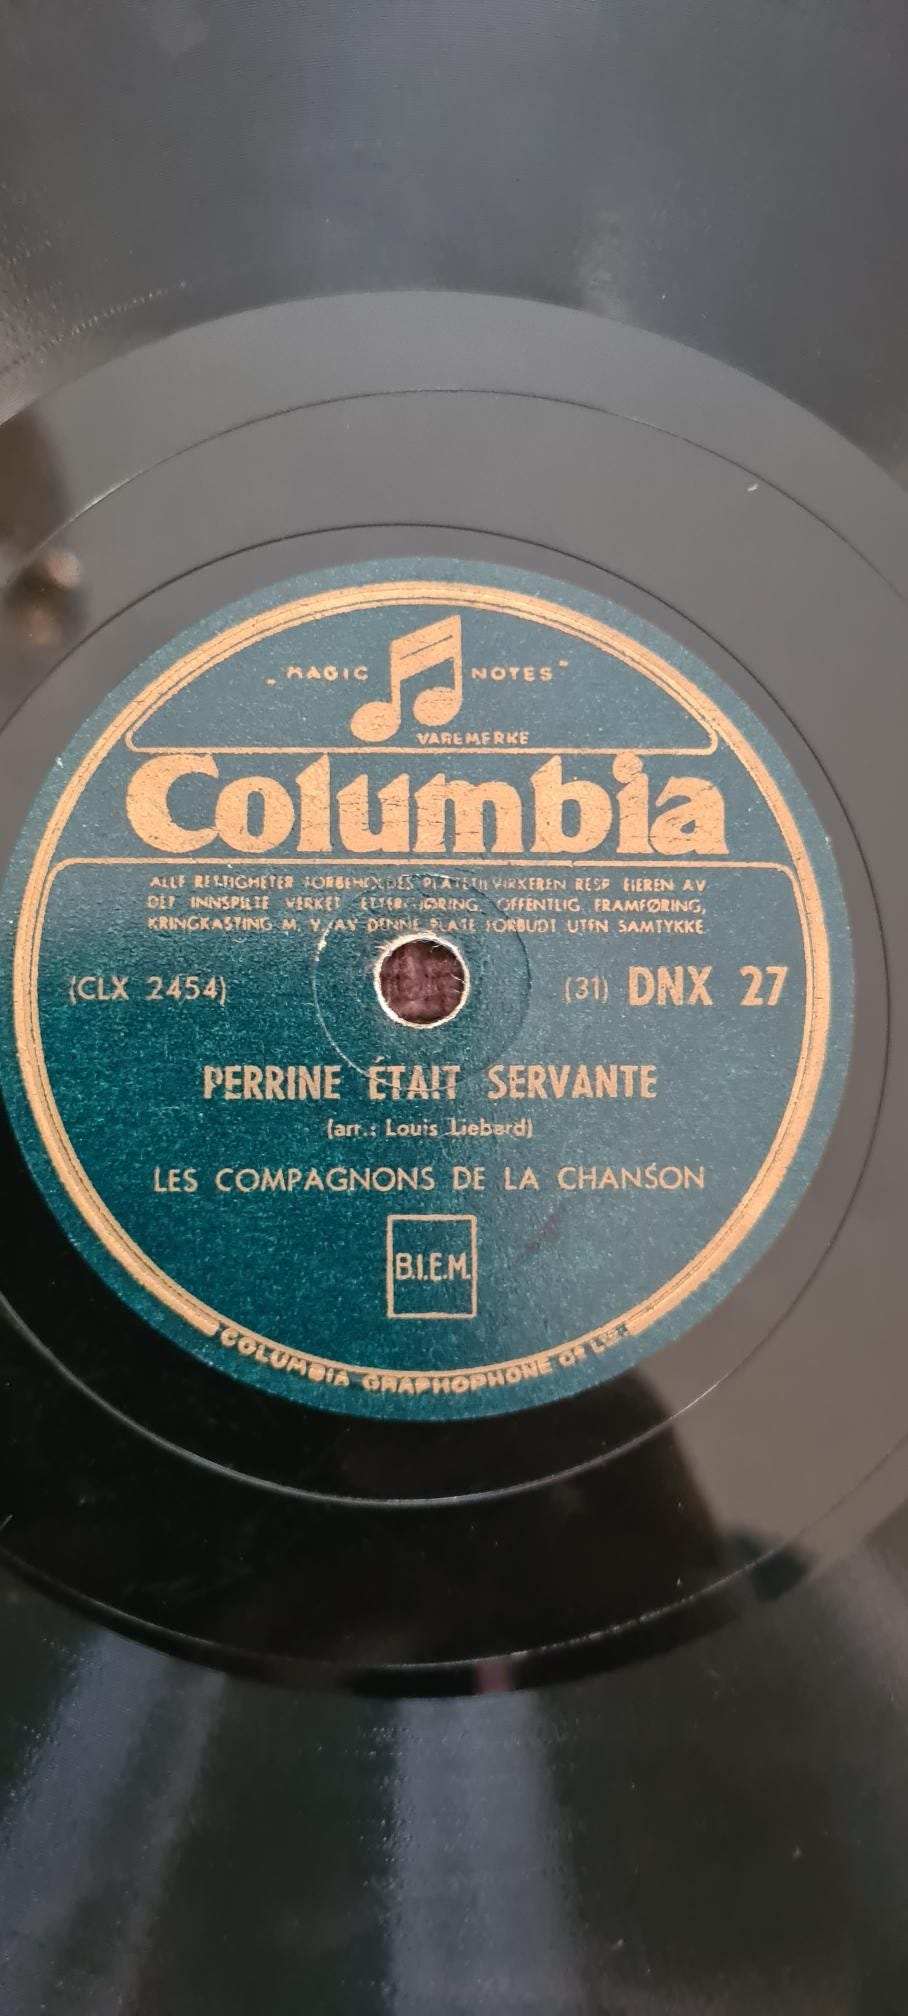 „MAGIC NOTES"
VAREMERKE
Columbia
ALLE RETTIGHETER FORBEHOLDES PLATETILVIRKEREN RESP EIEREN AV
DET INNSPILTE VERKET ETTERGJØRING, OFFENTLIG FRAMFØRING,
KRINGKASTING M. V. AV DENNE PLATE FORBUDT UTEN SAMTYKKE
(CLX 2454) (31) DNX 27
PERRINE ÉTAIT SERVANTE
(arr.: Louis Liebard)
LES COMPAGNONS DE LA CHANSON
B.I.E.M.
COLUMBIA GRAPHOPHONE Co LTD.